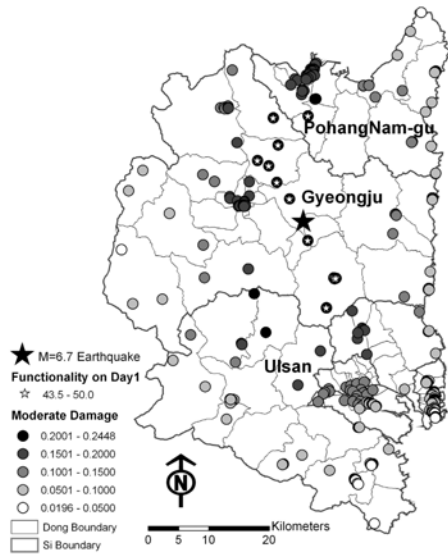 PohangNam-gu
Gyeongju
Ulsan
M=6.7 Earthquake
Functionality on Day1
43.5 - 50.0
Moderate Damage
0.2001 - 0.2448
0.1501 - 0.2000
0.1001 - 0.1500
0.0501 - 0.1000
0.0196 - 0.0500
Dong Boundary
Si Boundary
N
Kilometers
0 5 10 20